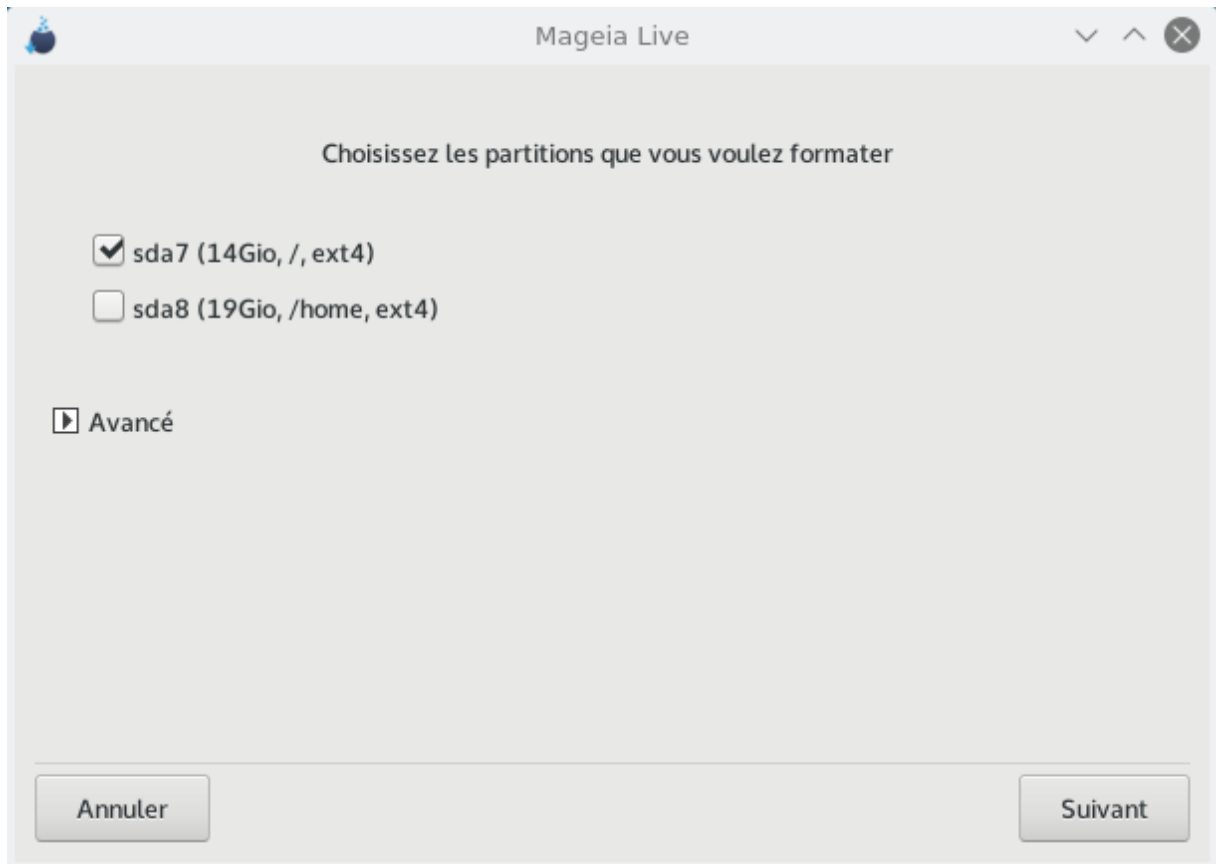 Mageia Live
Choisissez les partitions que vous voulez formater
sda7 (14Gio, /, ext4)
sda8 (19Gio, /home, ext4)
Avancé
Annuler
Suivant